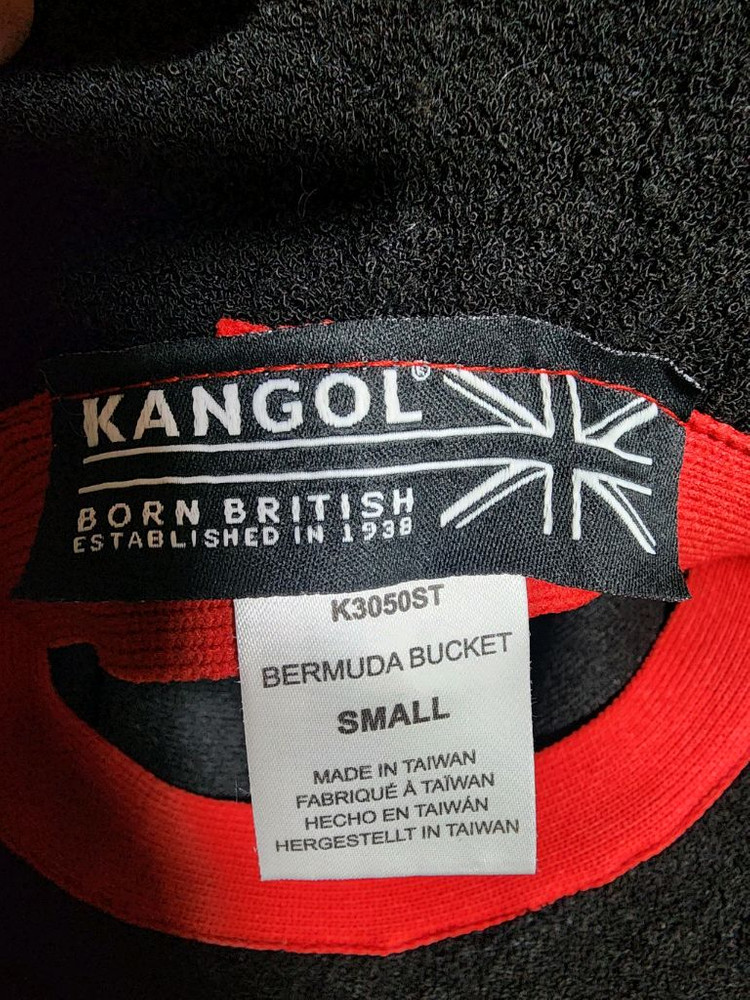 KANGOL®
BORN BRITISH
ESTABLISHED IN 1938
K3050ST
BERMUDA BUCKET
SMALL
MADE IN TAIWAN
FABRIQUÉ À TAÏWAN
HECHO EN TAIWÁN
HERGESTELLT IN TAIWAN